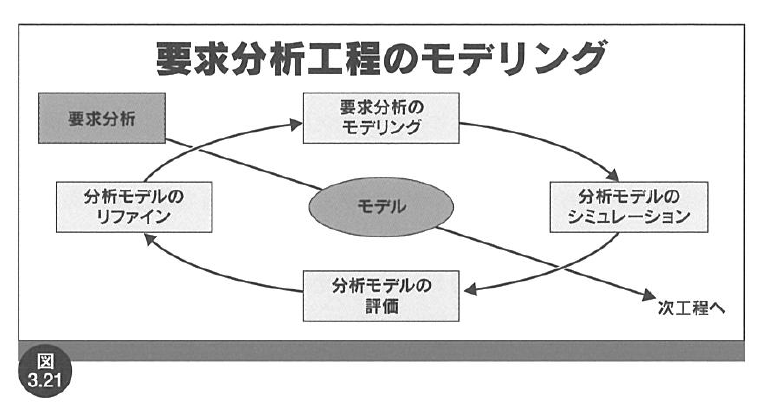 要求分析工程のモデリング
要求分析
要求分析の
モデリング
分析モデルの
リファイン
モデル
分析モデルの
シミュレーション
分析モデルの
評価
次工程へ
図
3.21